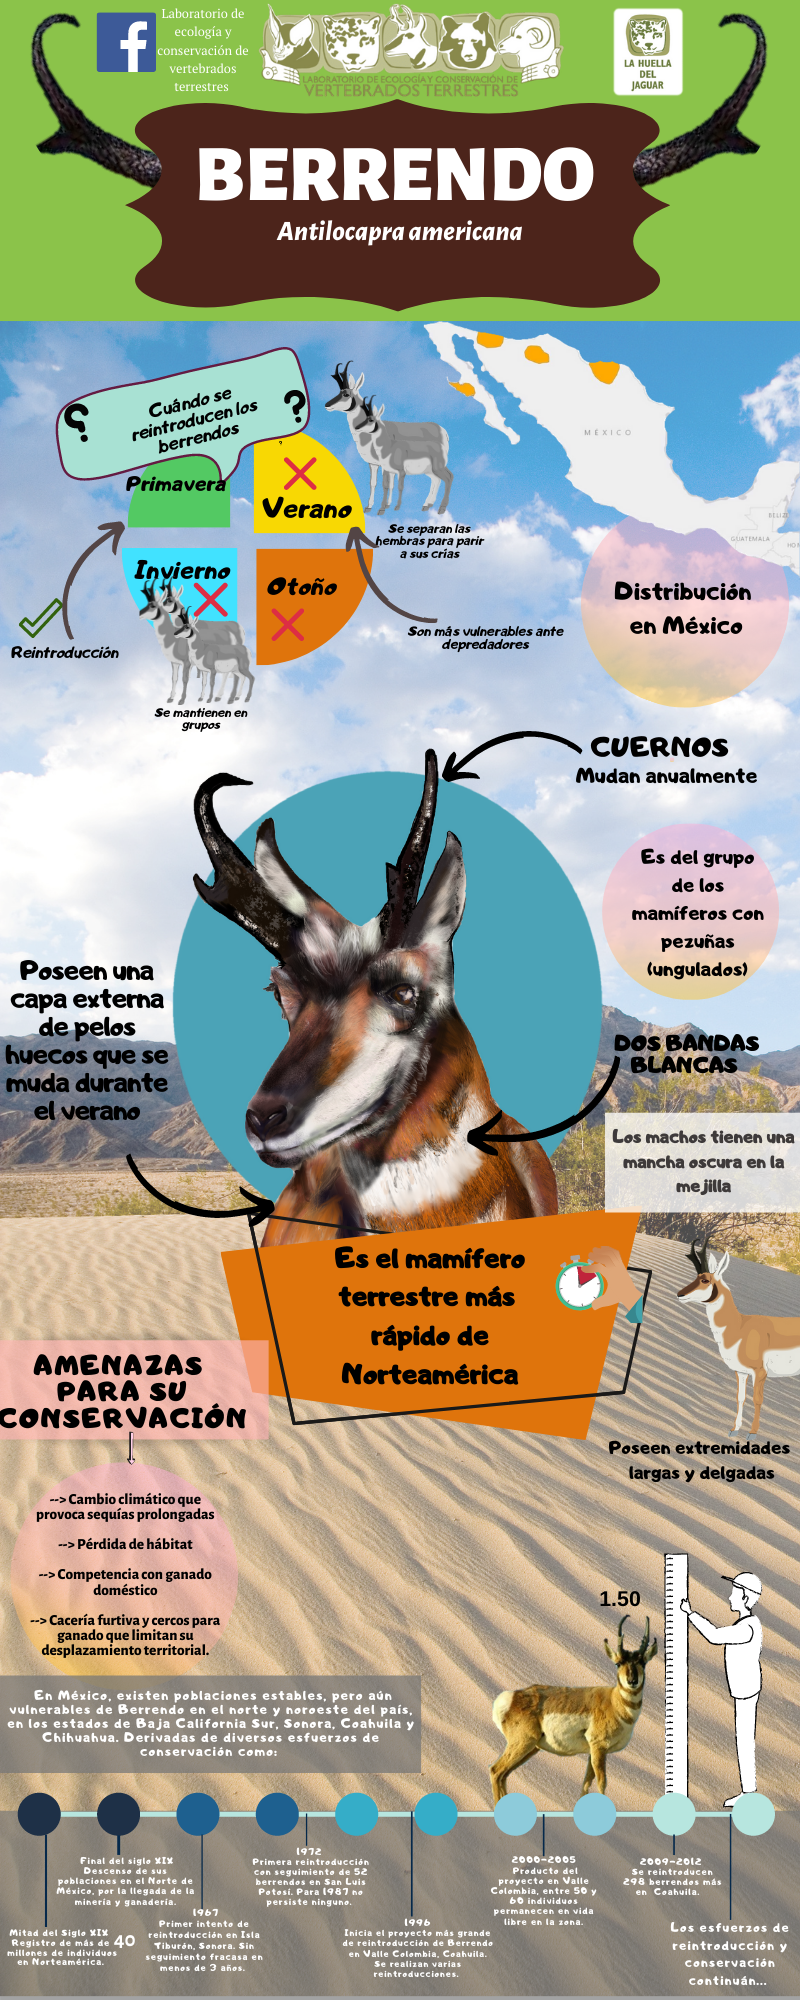 Laboratorio de
ecología y
conservación de
vertebrados
terrestres
LABORATORIO DE ECOLOGÍA Y CONSERVACIÓN DE
VERTEBRADOS TERRESTRES
LA HUELLA
DEL
JAGUAR
BERRENDO
Antilocapra americana
? Cuándo se
reintroducen los
berrendos ?
Primavera
Verano
Invierno
Otoño
Se separan las
hembras para parir
a sus crías
Son más vulnerables ante
depredadores
Reintroducción
Se mantienen en
grupos
MÉXICO
BELIZ
GUATEMALA
HON
Distribución
en México
CUERNOS
Mudan anualmente
Es del grupo
de los
mamíferos con
pezuñas
(ungulados)
Poseen una
capa externa
de pelos
huecos que se
muda durante
el verano
DOS BANDAS
BLANCAS
Los machos tienen una
mancha oscura en la
mejilla
Es el mamífero
terrestre más
rápido de
Norteamérica
Poseen extremidades
largas y delgadas
AMENAZAS
PARA SU
CONSERVACIÓN
--> Cambio climático que
provoca sequías prolongadas
--> Pérdida de hábitat
--> Competencia con ganado
doméstico
--> Cacería furtiva y cercos para
ganado que limitan su
desplazamiento territorial.
1.50
En México, existen poblaciones estables, pero aún
vulnerables de Berrendo en el norte y noroeste del país,
en los estados de Baja California Sur, Sonora, Coahuila y
Chihuahua. Derivadas de diversos esfuerzos de
conservación como:
Mitad del Siglo XIX
Registro de más de 40
millones de individuos
en Norteamérica.
Final del siglo XIX
Descenso de sus
poblaciones en el Norte de
México, por la llegada de la
minería y ganadería.
1967
Primer intento de
reintroducción en Isla
Tiburón, Sonora. Sin
seguimiento fracasa en
menos de 3 años.
1972
Primera reintroducción
con seguimiento de 52
berrendos en San Luis
Potosí. Para 1987 no
persiste ninguno.
1996
Inicia el proyecto más grande
de reintroducción de Berrendo
en Valle Colombia, Coahuila.
Se realizan varias
reintroducciones.
2000-2005
Producto del
proyecto en Valle
Colombia, entre 50 y
60 individuos
permanecen en vida
libre en la zona.
2009-2012
Se reintroducen
298 berrendos más
en Coahuila.
Los esfuerzos de
reintroducción y
conservación
continuán...